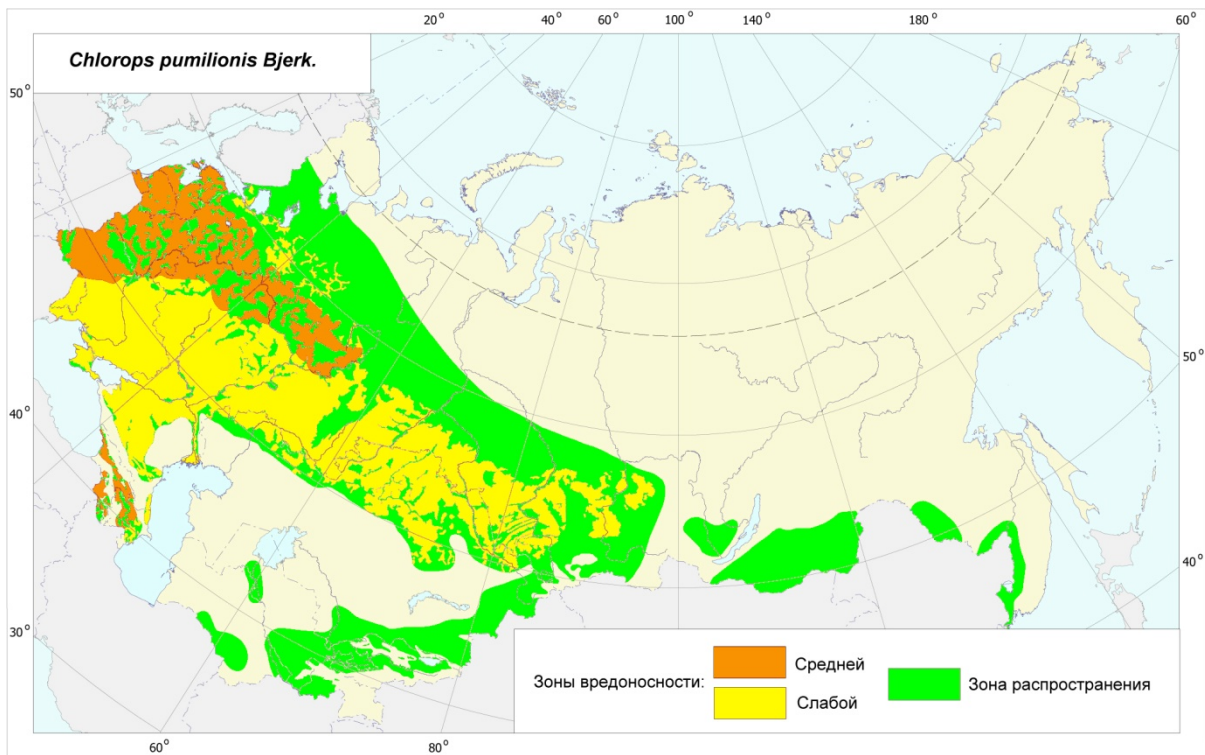 20° 40° 60° 100° 140° 180° 60°
Chlorops pumilionis Bjerk.
50°
50°
40°
40°
30°
Зоны вредоносности:
Средней
Слабой
Зона распространения
60° 80°